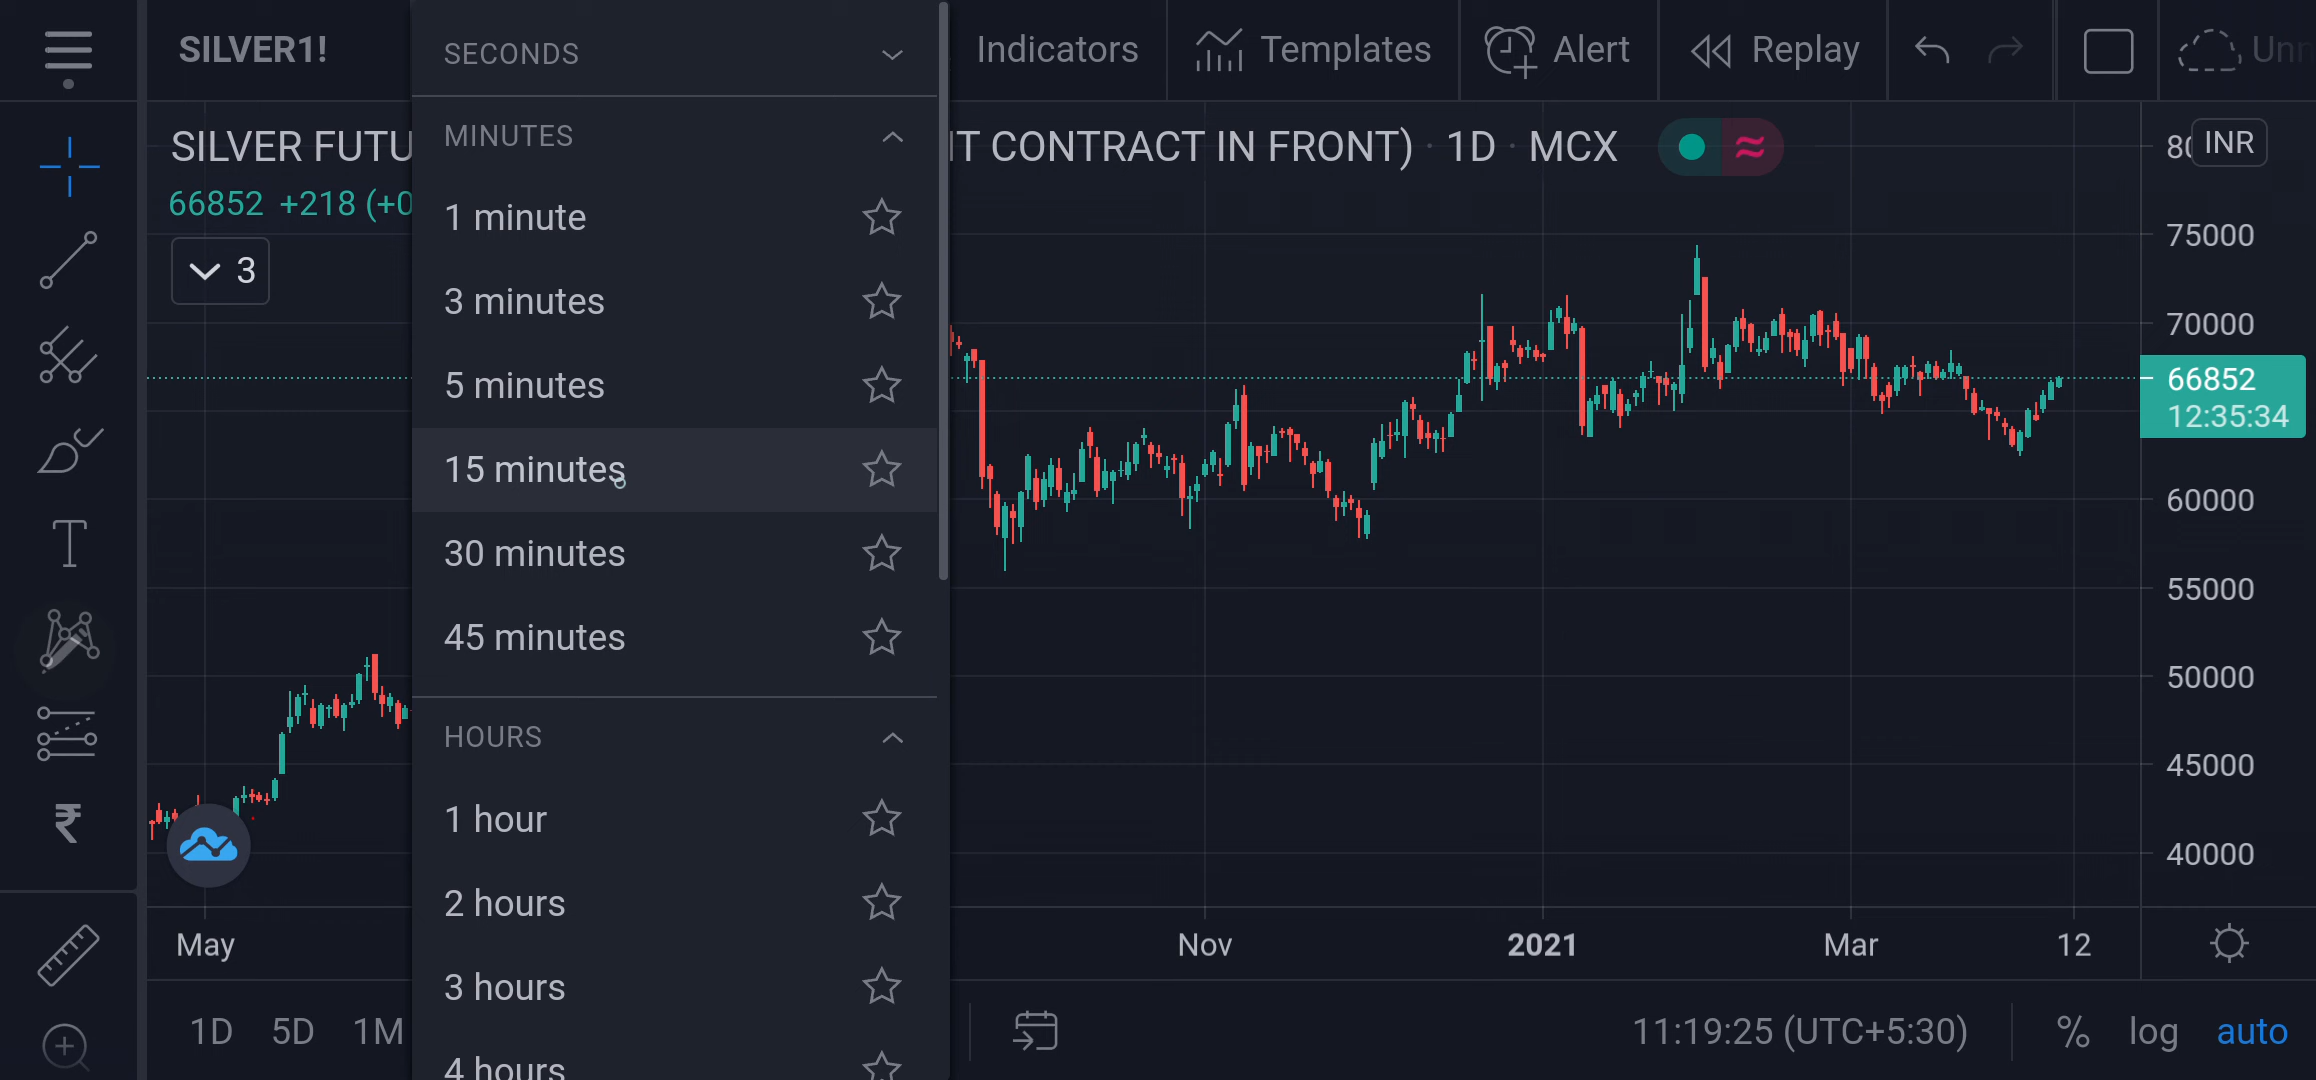 SILVER1!
Indicators
Templates
Alert
Replay
SILVER FUTU
T CONTRACT IN FRONT) · 1D · MCX
66852 +218 (+0
3
SECONDS
MINUTES
1 minute
3 minutes
5 minutes
15 minutes
30 minutes
45 minutes
HOURS
1 hour
2 hours
3 hours
4 hours
INR
75000
70000
66852
12:35:34
60000
55000
50000
45000
40000
May
Nov
2021
Mar
12
1D 5D 1M
11:19:25 (UTC+5:30)
% log auto